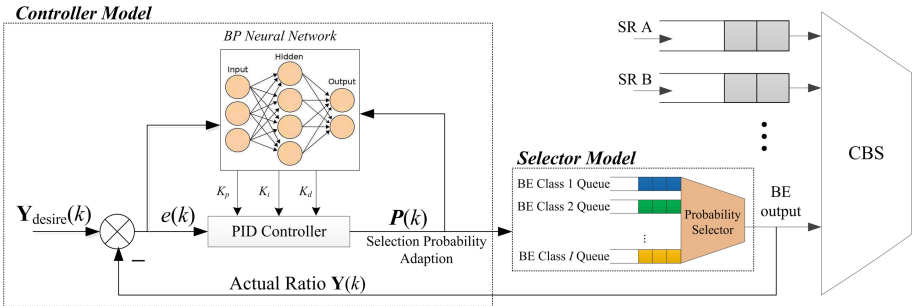 Controller Model
BP Neural Network
Input
Hidden
Output
K_p
K_i
K_d
Y_desire(k)
e(k)
PID Controller
P(k)
Selection Probability
Adaption
−
Actual Ratio Y(k)
Selector Model
BE Class 1 Queue
BE Class 2 Queue
⋮
BE Class I Queue
Probability
Selector
BE
output
SR A
SR B
⋮
CBS